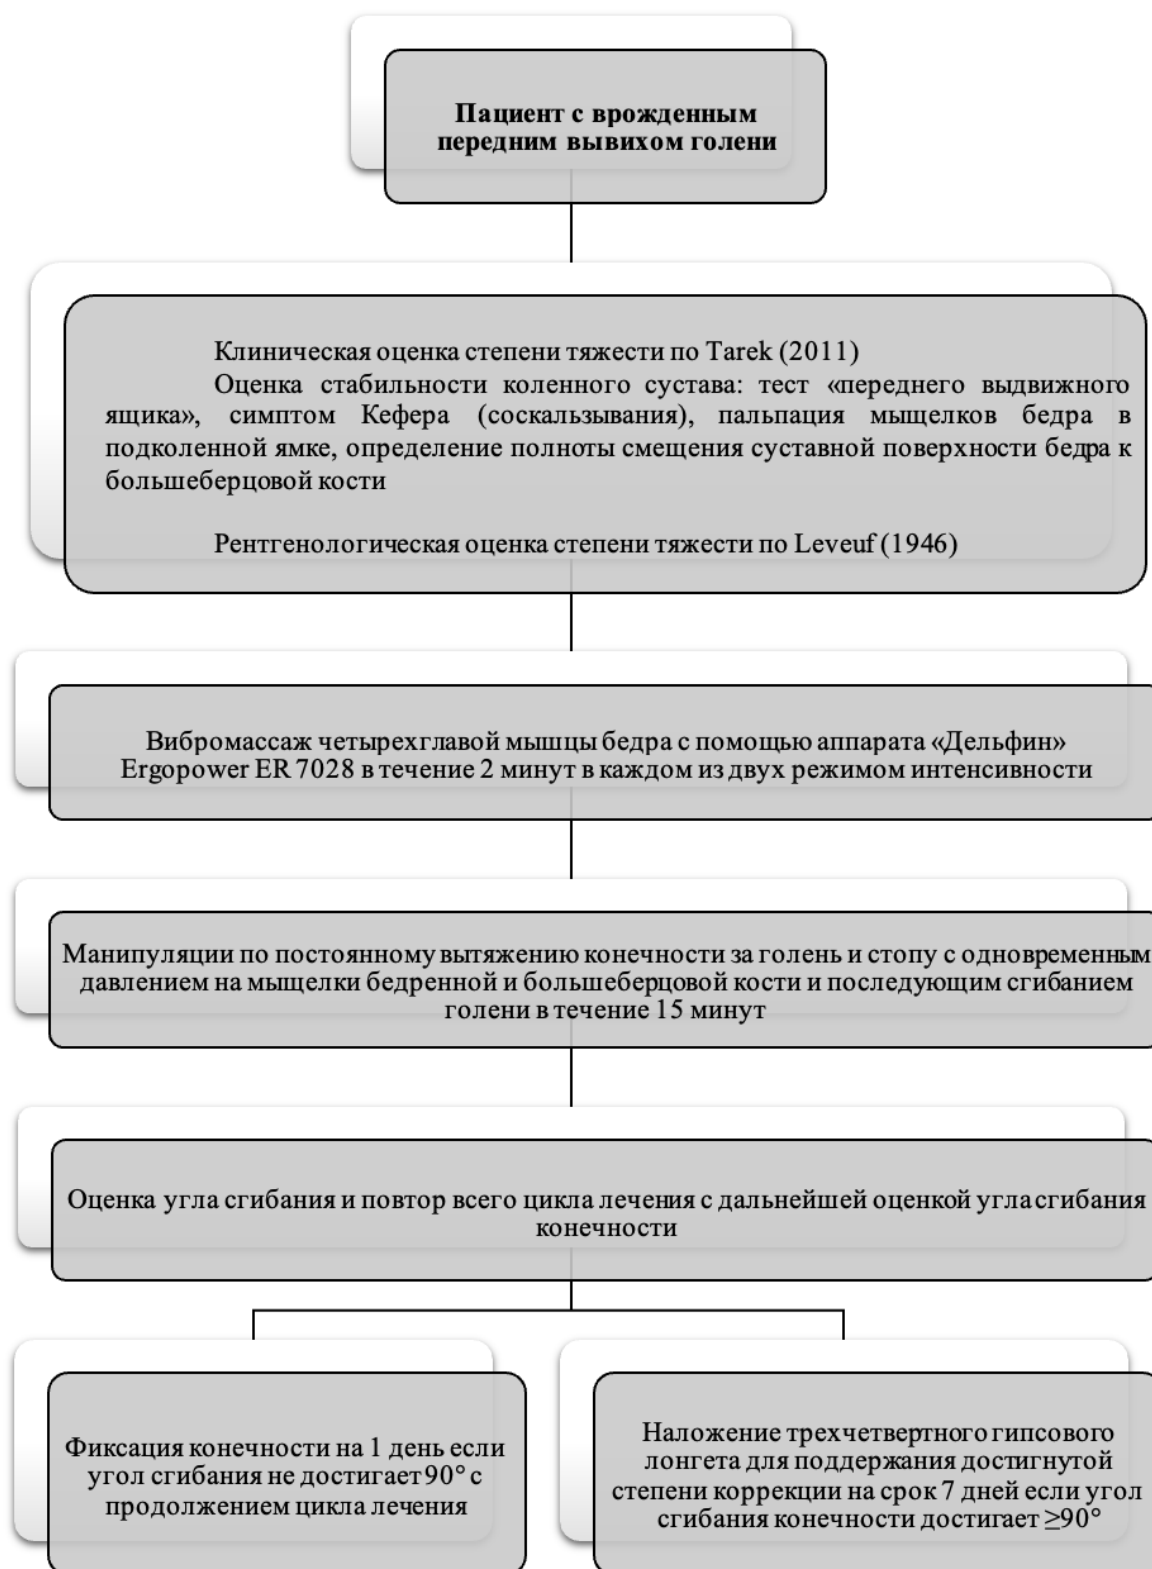 Пациент с врожденным
передним вывихом голени
Клиническая оценка степени тяжести по Tarek (2011)
Оценка стабильности коленного сустава: тест «переднего выдвижного
ящика», симптом Кефера (соскальзывания), пальпация мыщелков бедра в
подколенной ямке, определение полноты смещения суставной поверхности бедра к
большеберцовой кости
Рентгенологическая оценка степени тяжести по Leveuf (1946)
Вибромассаж четырехглавой мышцы бедра с помощью аппарата «Дельфин»
Ergopower ER 7028 в течение 2 минут в каждом из двух режимом интенсивности
Манипуляции по постоянному вытяжению конечности за голень и стопу с одновременным
давлением на мыщелки бедренной и большеберцовой кости и последующим сгибанием
голени в течение 15 минут
Оценка угла сгибания и повтор всего цикла лечения с дальнейшей оценкой угла сгибания
конечности
Фиксация конечности на 1 день если
угол сгибания не достигает 90° с
продолжением цикла лечения
Наложение трехчетвертного гипсового
лонгета для поддержания достигнутой
степени коррекции на срок 7 дней если угол
сгибания конечности достигает ≥90°